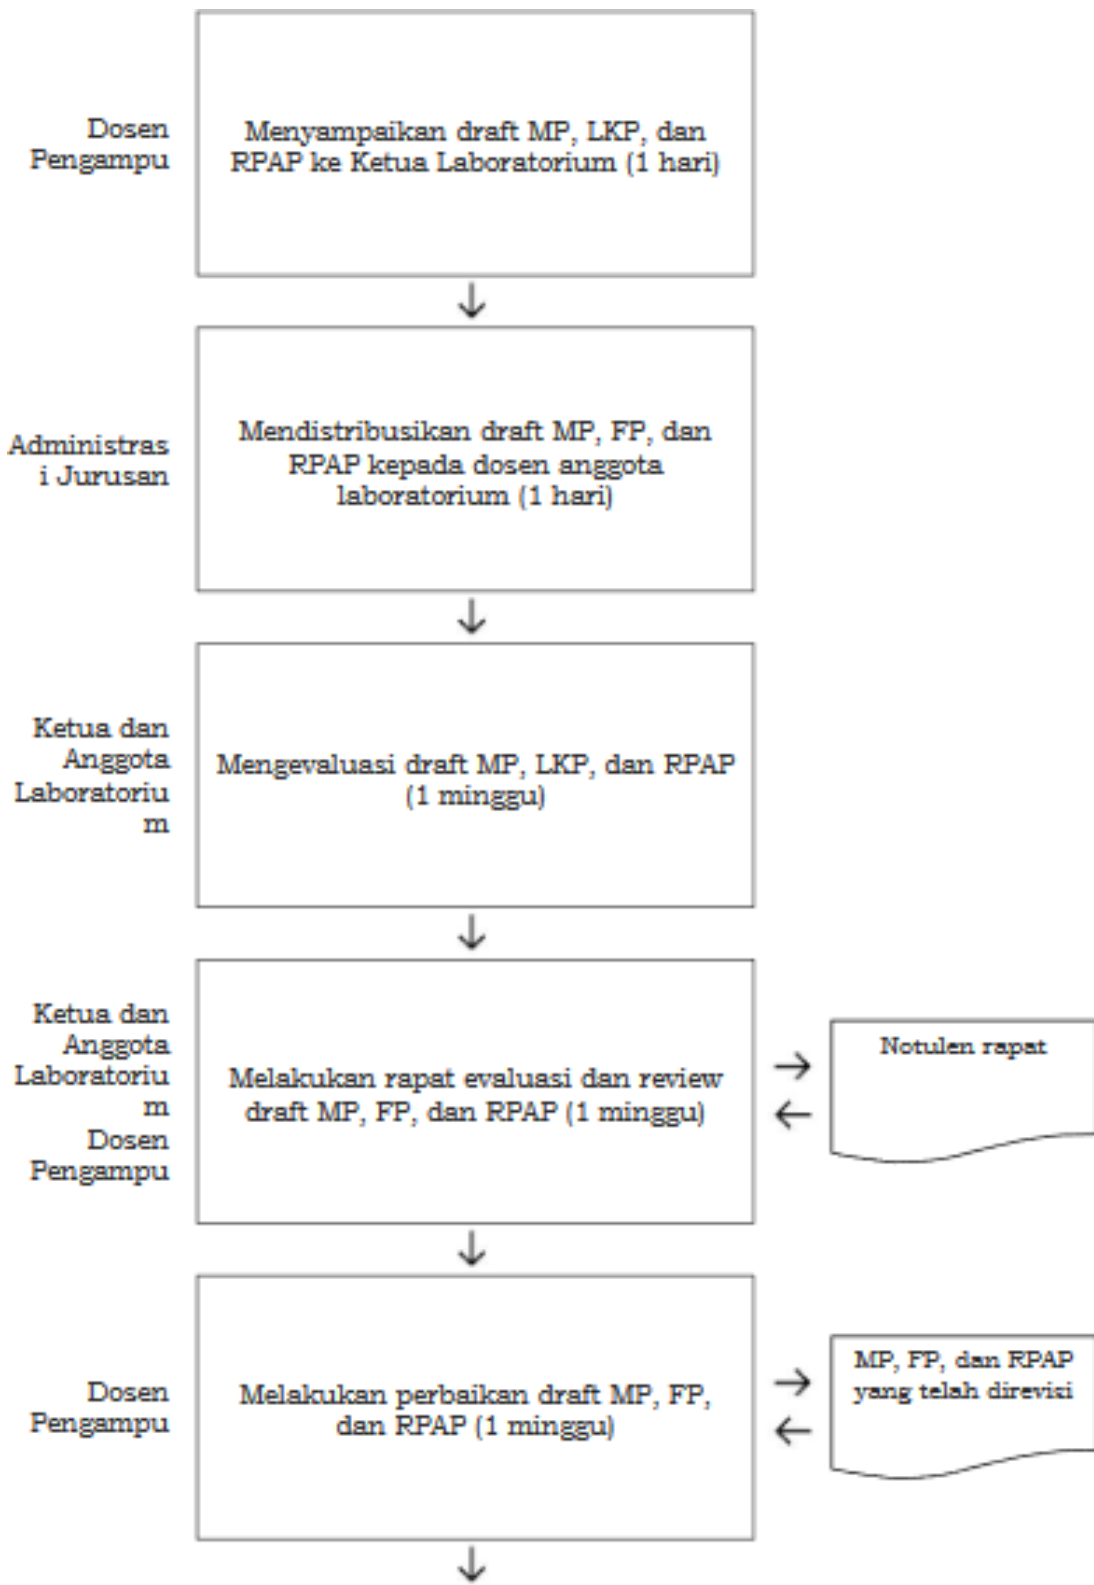 Dosen
Pengampu
Menyampaikan draft MP, LKP, dan
RPAP ke Ketua Laboratorium (1 hari)
↓
Administras
i Jurusan
Mendistribusikan draft MP, FP, dan
RPAP kepada dosen anggota
laboratorium (1 hari)
↓
Ketua dan
Anggota
Laboratoriu
m
Mengevaluasi draft MP, LKP, dan RPAP
(1 minggu)
↓
Ketua dan
Anggota
Laboratoriu
m
Dosen
Pengampu
Melakukan rapat evaluasi dan review
draft MP, FP, dan RPAP (1 minggu)
→
←
Notulen rapat
↓
Dosen
Pengampu
Melakukan perbaikan draft MP, FP,
dan RPAP (1 minggu)
→
←
MP, FP, dan RPAP
yang telah direvisi
↓